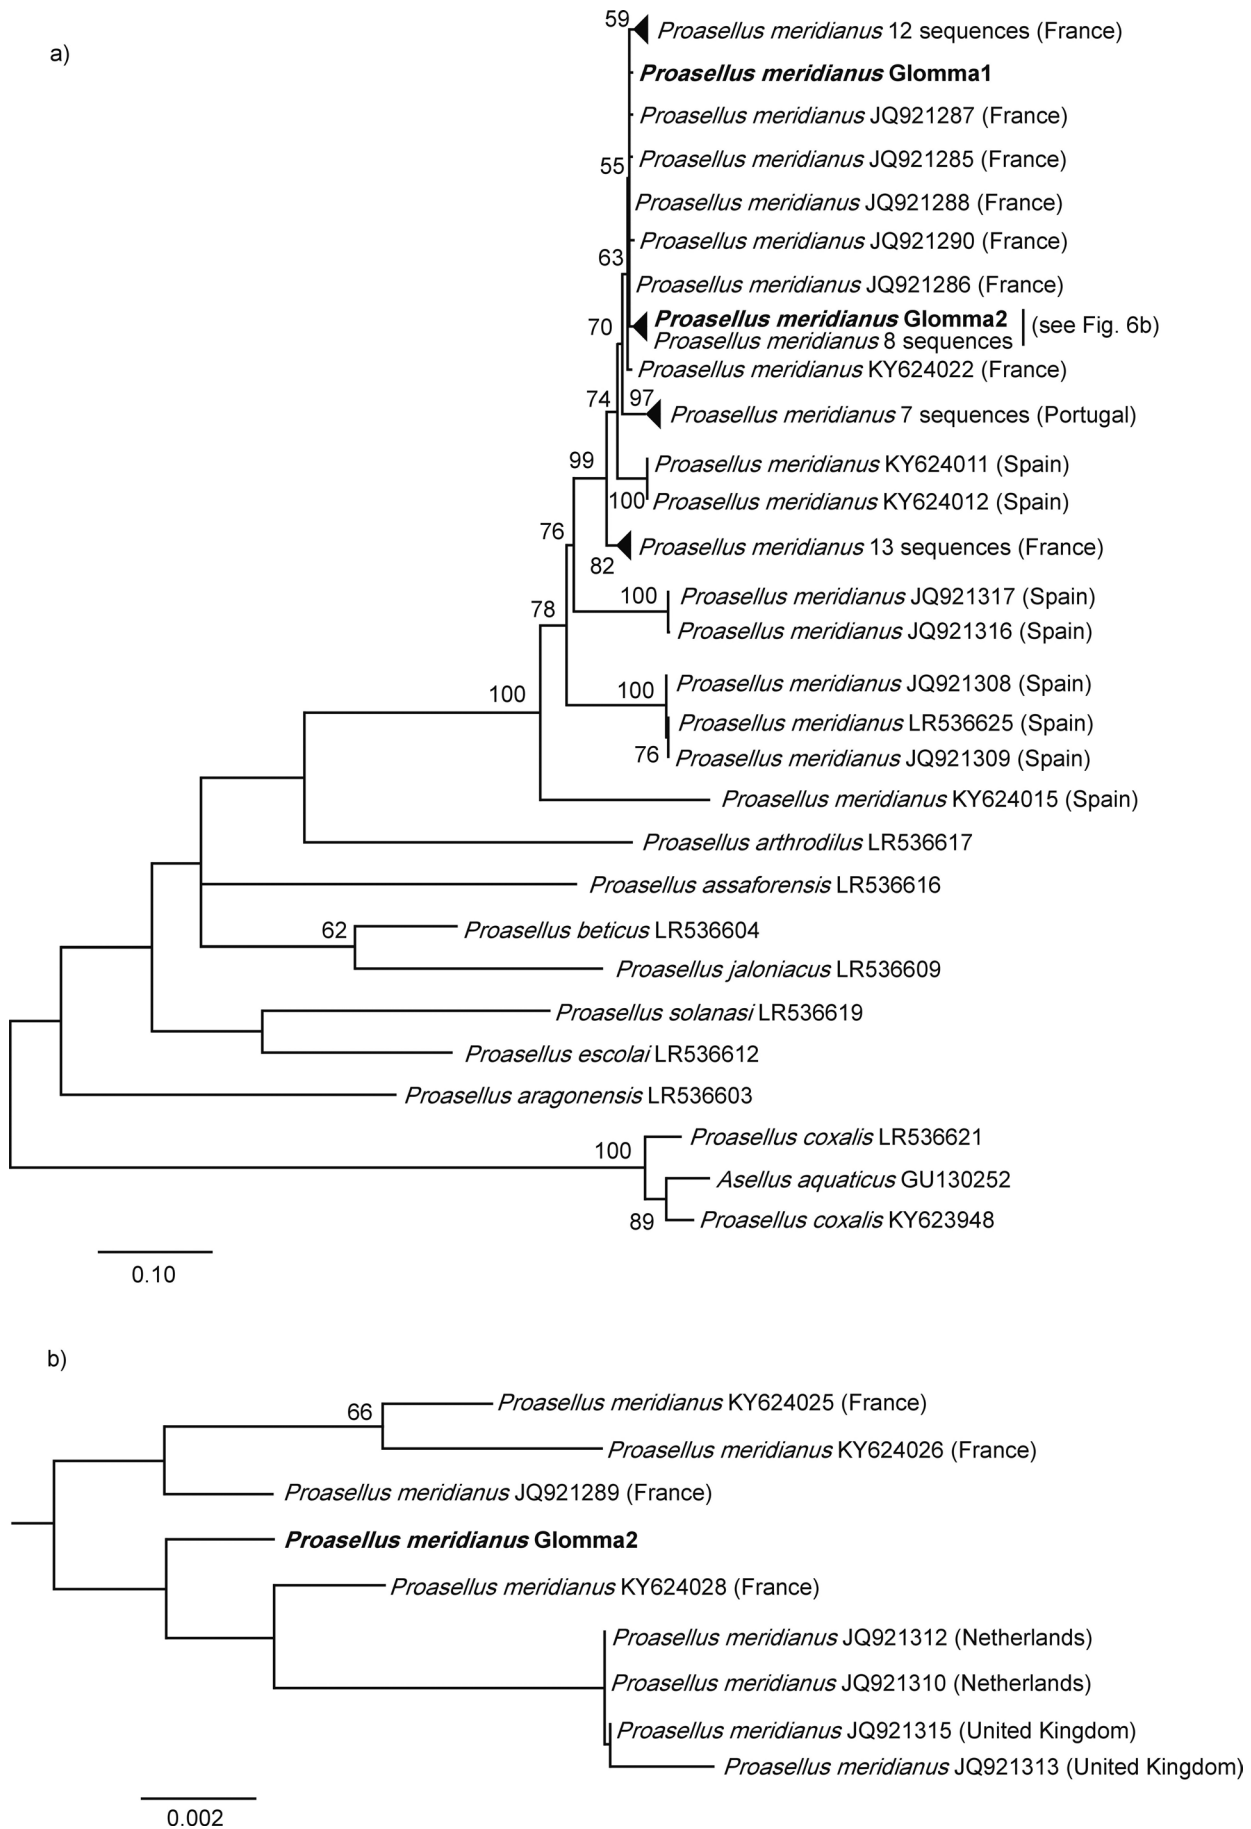 a)
59
Proasellus meridianus 12 sequences (France)
Proasellus meridianus Glomma1
Proasellus meridianus JQ921287 (France)
55
Proasellus meridianus JQ921285 (France)
Proasellus meridianus JQ921288 (France)
Proasellus meridianus JQ921290 (France)
63
Proasellus meridianus JQ921286 (France)
70
Proasellus meridianus Glomma2
Proasellus meridianus 8 sequences
(see Fig. 6b)
Proasellus meridianus KY624022 (France)
74
97
Proasellus meridianus 7 sequences (Portugal)
99
Proasellus meridianus KY624011 (Spain)
100
Proasellus meridianus KY624012 (Spain)
76
Proasellus meridianus 13 sequences (France)
82
78
100
Proasellus meridianus JQ921317 (Spain)
Proasellus meridianus JQ921316 (Spain)
100
100
Proasellus meridianus JQ921308 (Spain)
Proasellus meridianus LR536625 (Spain)
76
Proasellus meridianus JQ921309 (Spain)
Proasellus meridianus KY624015 (Spain)
Proasellus arthrodilus LR536617
Proasellus assaforensis LR536616
62
Proasellus beticus LR536604
Proasellus jaloniacus LR536609
Proasellus solanasi LR536619
Proasellus escolai LR536612
Proasellus aragonensis LR536603
100
Proasellus coxalis LR536621
Asellus aquaticus GU130252
89
Proasellus coxalis KY623948
0.10
b)
66
Proasellus meridianus KY624025 (France)
Proasellus meridianus KY624026 (France)
Proasellus meridianus JQ921289 (France)
Proasellus meridianus Glomma2
Proasellus meridianus KY624028 (France)
Proasellus meridianus JQ921312 (Netherlands)
Proasellus meridianus JQ921310 (Netherlands)
Proasellus meridianus JQ921315 (United Kingdom)
Proasellus meridianus JQ921313 (United Kingdom)
0.002